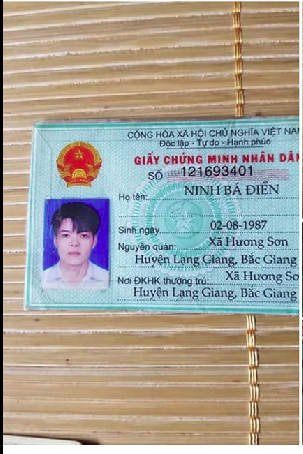 CỘNG HÒA XÃ HỘI CHỦ NGHĨA VIỆT NA
Độc lập - Tự do - Hạnh phúc
GIẤY CHỨNG MINH NHÂN DÂN
SỐ 121693401
Họ tên: NINH BÁ ĐIỂN
Sinh ngày 02-08-1987
Nguyên quán: Xã Hương Sơn
Huyện Lạng Giang, Bắc Giang
Nơi ĐKHK thường trú: Xã Hương Sơ
Huyện Lạng Giang, Bắc Giang